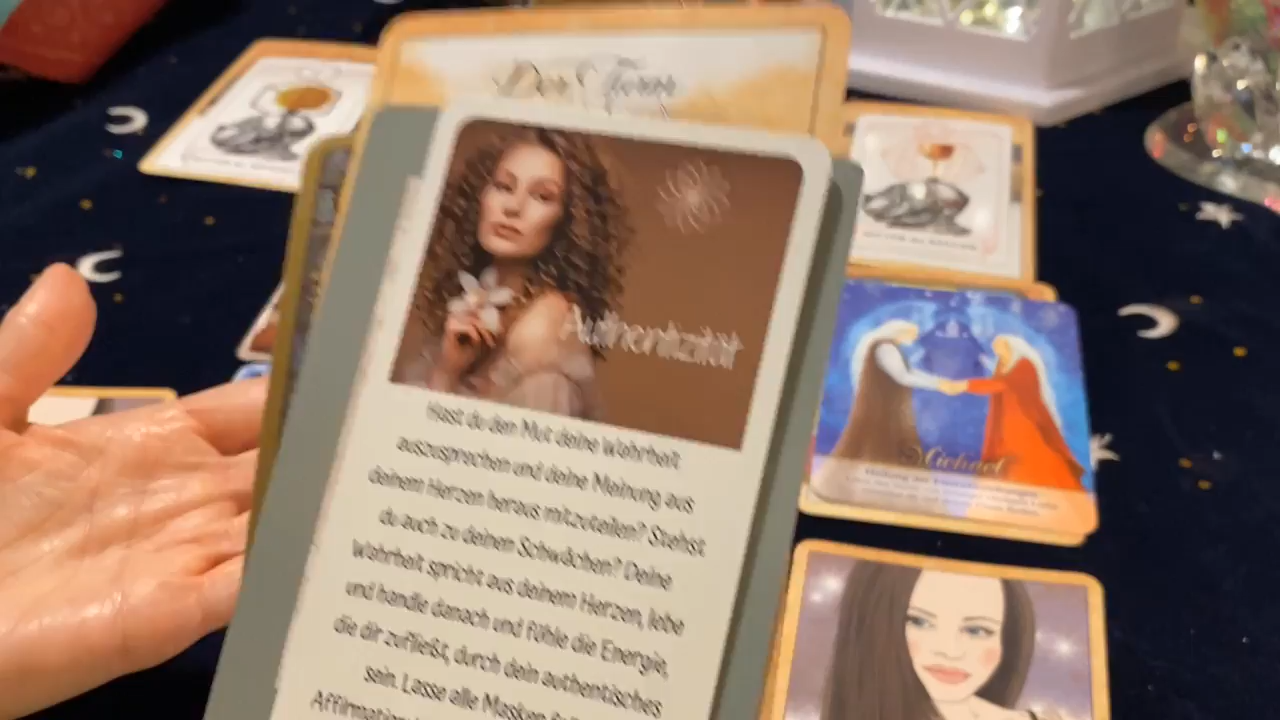 Der Turm
Authentizität
Hast du den Mut deine Wahrheit
auszusprechen und deine Meinung aus
deinem Herzen heraus mitzuteilen? Stehst
du auch zu deinen Schwächen? Deine
Wahrheit spricht aus deinem Herzen, lebe
und handle danach und fühle die Energie,
die dir zufließt, durch dein authentisches
sein. Lasse alle Masken
Michael